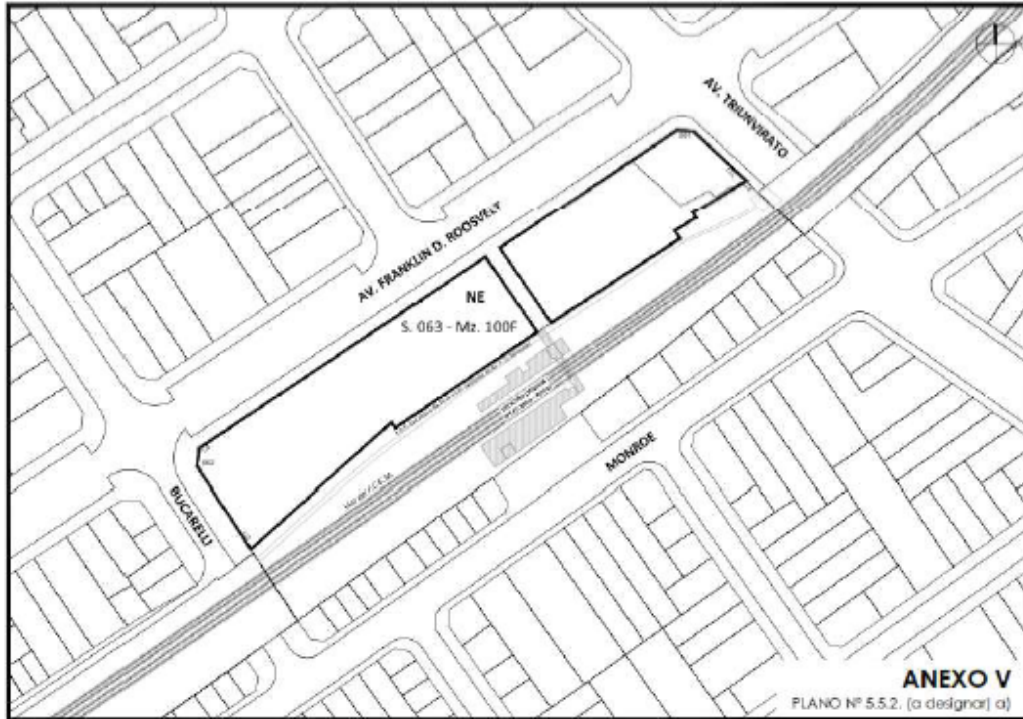 AV. TRIUNVIRATO
AV. FRANKLIN D. ROOSVELT
NE
S. 063 - Mz. 100F
MONROE
BUCARELLI
ANEXO V
PLANO Nº 5.5.2. (a designar) a)